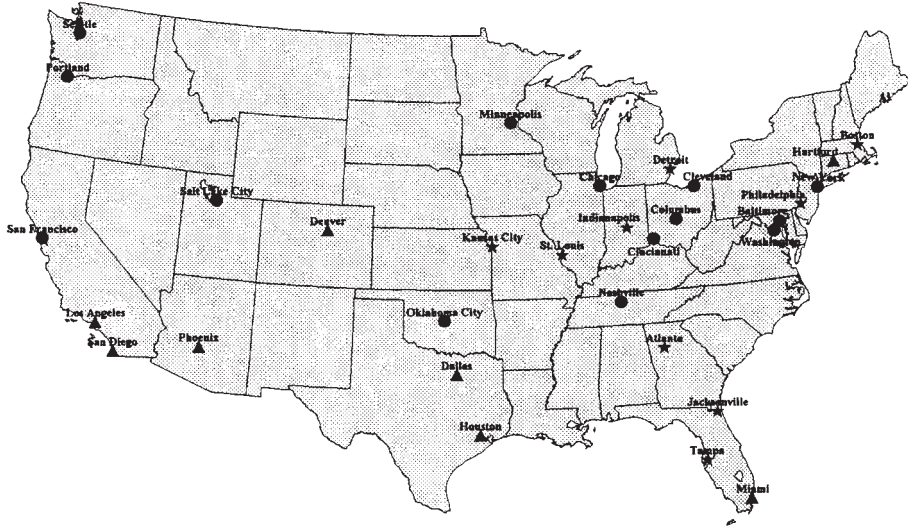 Seattle
Portland
Minneapolis
Boston
Hartford
Detroit
Chicago
Cleveland
New York
Salt Lake City
Philadelphia
Denver
Indianapolis
Columbus
Baltimore
San Francisco
Kansas City
St. Louis
Cincinati
Washington
Nashville
Los Angeles
Oklahoma City
San Diego
Phoenix
Atlanta
Dallas
Jacksonville
Houston
Tampa
Miami